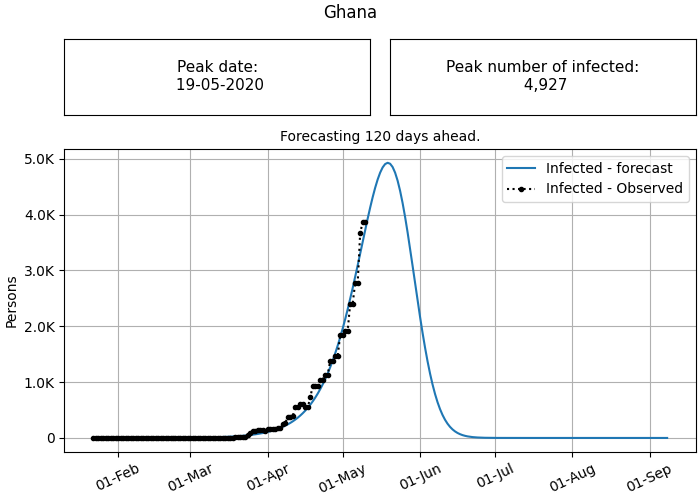 Ghana
Peak date:
19-05-2020
Peak number of infected:
4,927
Forecasting 120 days ahead.
Infected - forecast
Infected - Observed
Persons
5.0K
4.0K
3.0K
2.0K
1.0K
0
01-Feb
01-Mar
01-Apr
01-May
01-Jun
01-Jul
01-Aug
01-Sep